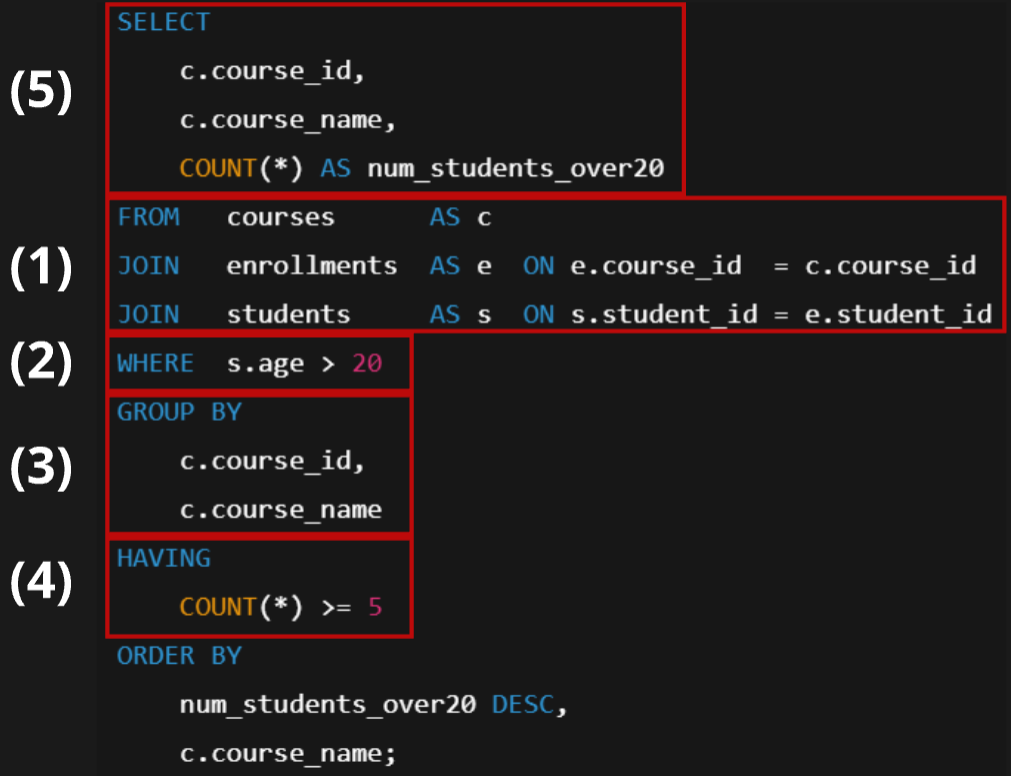 (5)
SELECT
c.course_id,
c.course_name,
COUNT(*) AS num_students_over20
(1)
FROM courses AS c
JOIN enrollments AS e ON e.course_id = c.course_id
JOIN students AS s ON s.student_id = e.student_id
(2)
WHERE s.age > 20
(3)
GROUP BY
c.course_id,
c.course_name
(4)
HAVING
COUNT(*) >= 5
ORDER BY
num_students_over20 DESC,
c.course_name;